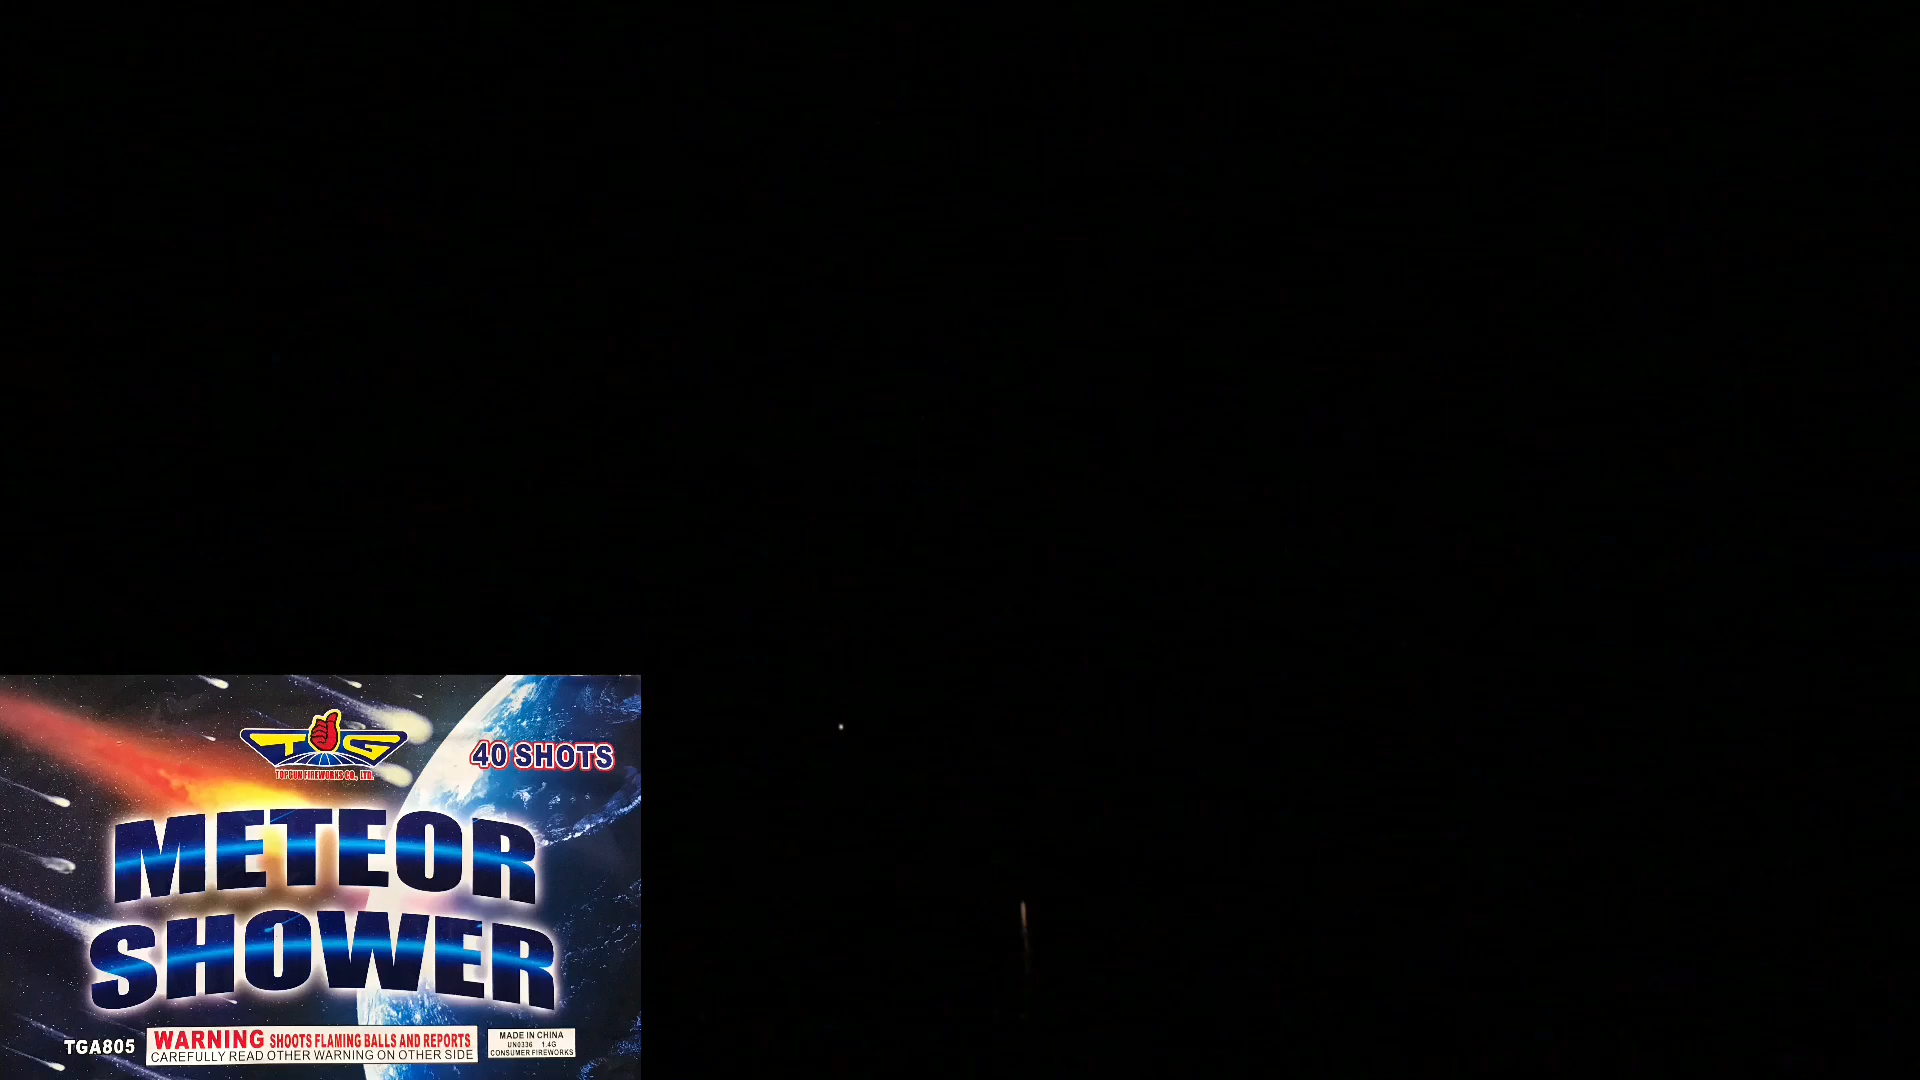 TG
TOPGUN FIREWORKS CO., LTD.
40 SHOTS
METEOR
SHOWER
TGA805
WARNING SHOOTS FLAMING BALLS AND REPORTS
CAREFULLY READ OTHER WARNING ON OTHER SIDE
MADE IN CHINA
UN0336 1.4G
CONSUMER FIREWORKS